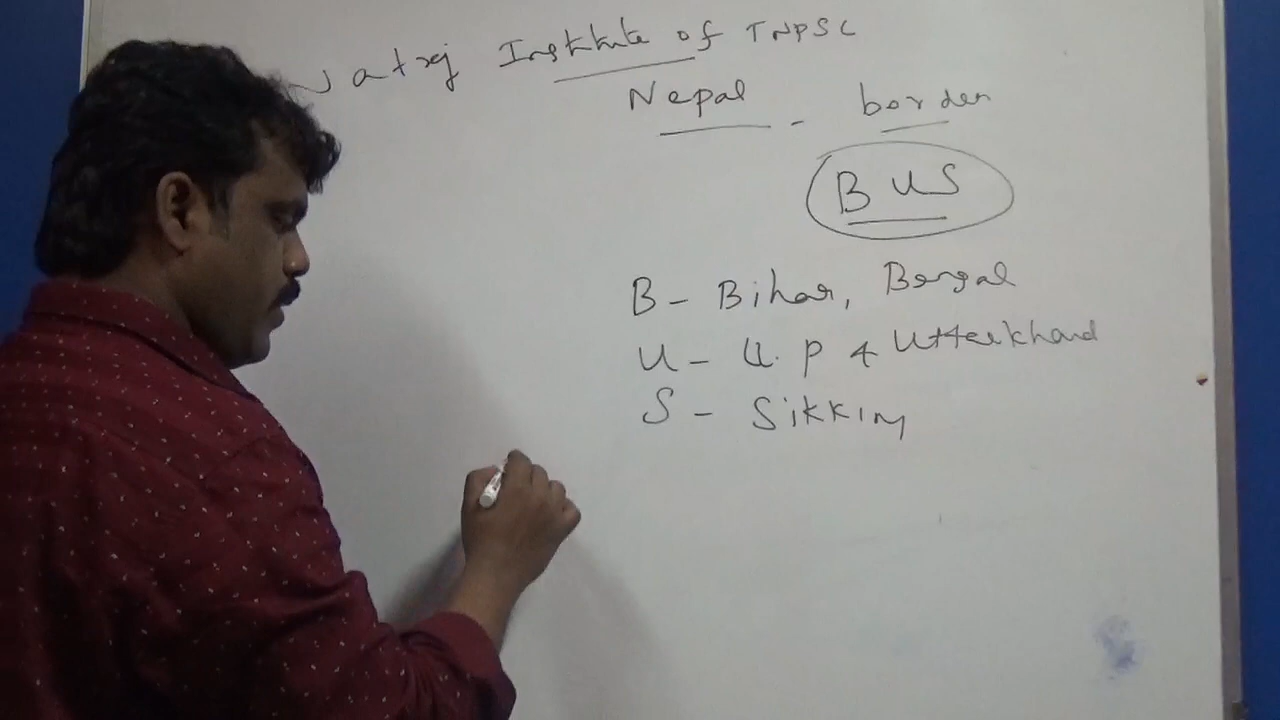 Natraj Institute of TNPSC
Nepal - border
BUS
B - Bihar, Bengal
U - U.P & Uttarkhand
S - Sikkim